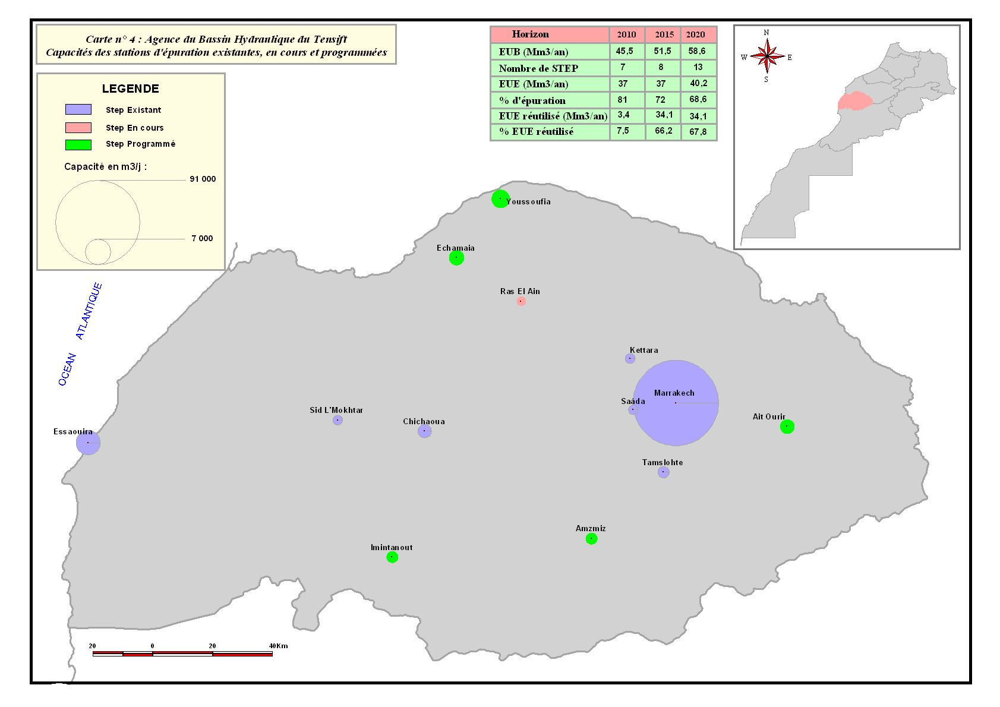 Carte n° 4 : Agence du Bassin Hydraulique du Tensift
Capacités des stations d'épuration existantes, en cours et programmnées
LEGENDE
Step Existant
Step En cours
Step Programmé
Capacité en m3/j :
91 000
7 000
Horizon 2010 2015 2020
EUB (Mm3/an) 45,5 51,5 58,6
Nombre de STEP 7 8 13
EUE (Mm3/an) 37 37 40,2
% d'épuration 81 72 68,6
EUE réutilisé (Mm3/an) 3,4 34,1 34,1
% EUE réutilisé 7,5 66,2 67,8
N
W E
S
OCEAN ATLANTIQUE
Youssoufia
Echamaia
Ras El Ain
Kettara
Marrakech
Saâda
Sid L'Mokhtar
Chichaoua
Ait Ourir
Essaouira
Tamslohte
Amzmiz
Imintanout
20 0 20 40Km